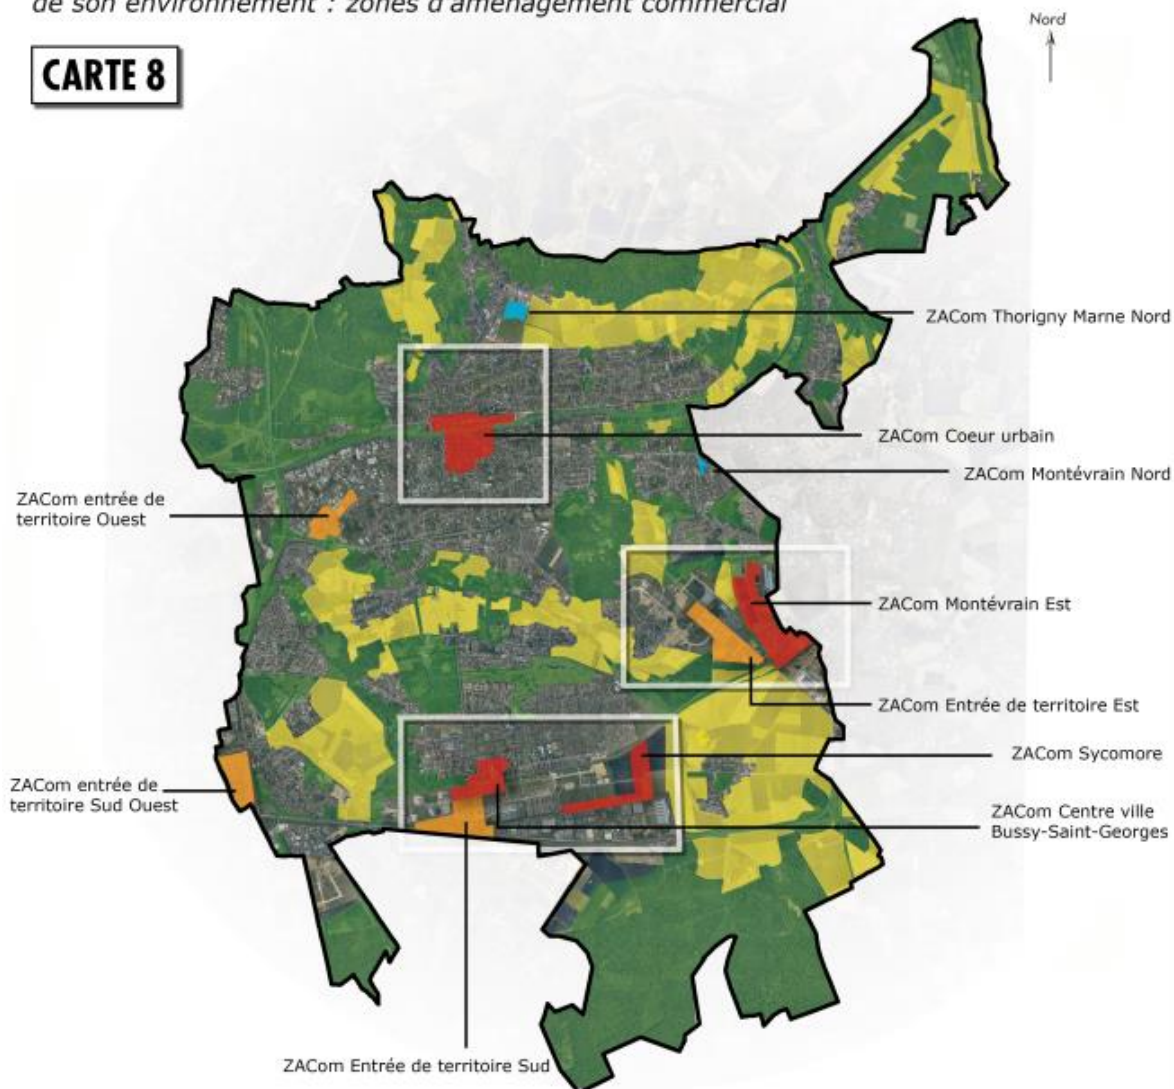 de son environnement : zones d'aménagement commercial
CARTE 8
Nord
ZACom Thorigny Marne Nord
ZACom Coeur urbain
ZACom Montévrain Nord
ZACom entrée de
territoire Ouest
ZACom Montévrain Est
ZACom Entrée de territoire Est
ZACom Sycomore
ZACom entrée de
territoire Sud Ouest
ZACom Centre ville
Bussy-Saint-Georges
ZACom Entrée de territoire Sud